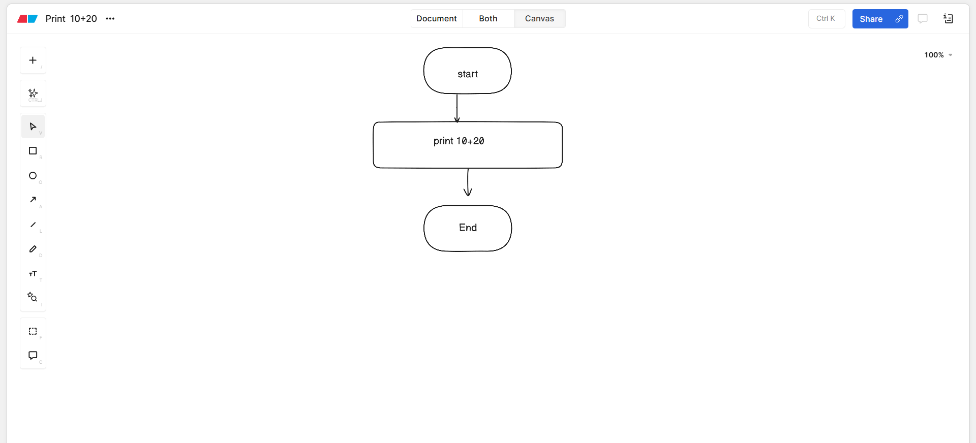 Print 10+20 ···
Document Both Canvas
Ctrl K
Share
100%
start
print 10+20
End